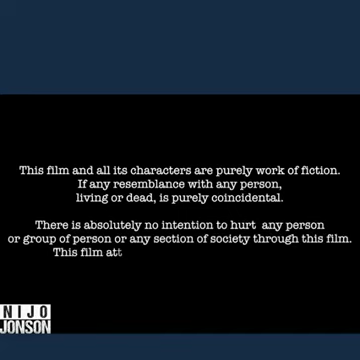 This film and all its characters are purely work of fiction.
If any resemblance with any person,
living or dead, is purely coincidental.
There is absolutely no intention to hurt any person
or group of person or any section of society through this film.
This film att
NIJO
JONSON